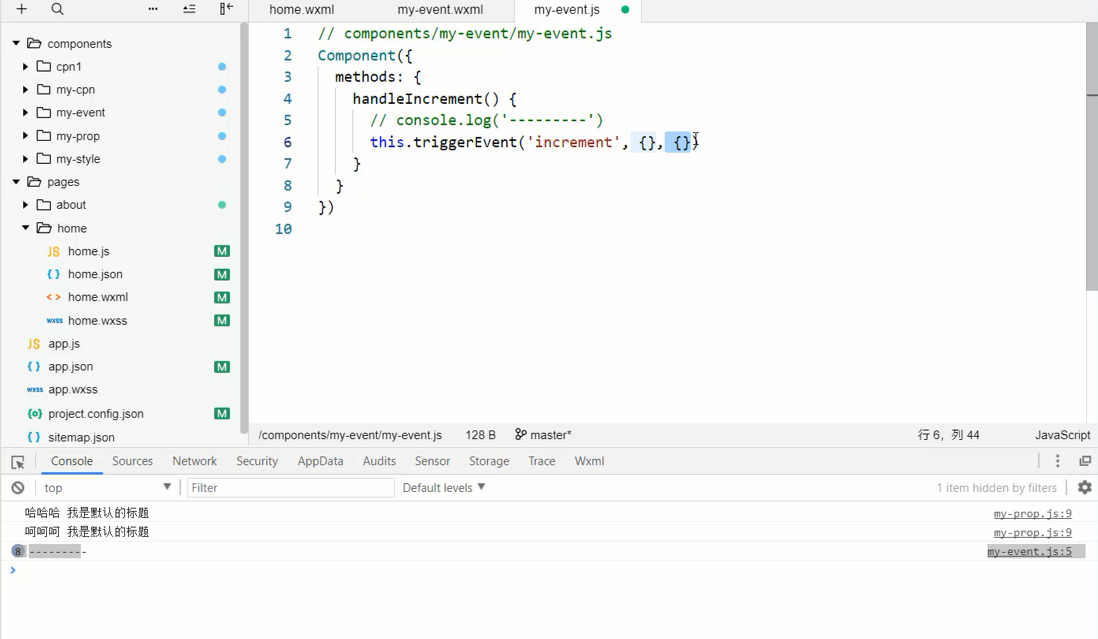 home.wxml my-event.wxml my-event.js
components
cpn1
my-cpn
my-event
my-prop
my-style
pages
about
home
JS home.js M
{ } home.json M
< > home.wxml M
wxss home.wxss M
JS app.js
{ } app.json M
wxss app.wxss
{o} project.config.json M
{ } sitemap.json
1 // components/my-event/my-event.js
2 Component({
3 methods: {
4 handleIncrement() {
5 // console.log('---------')
6 this.triggerEvent('increment', {}, {})
7 }
8 }
9 })
10
/components/my-event/my-event.js 128 B master* 行 6，列 44 JavaScript
Console Sources Network Security AppData Audits Sensor Storage Trace Wxml
top ▼ Filter Default levels ▼ 1 item hidden by filters
哈哈哈 我是默认的标题 my-prop.js:9
呵呵呵 我是默认的标题 my-prop.js:9
8 --------- my-event.js:5
>